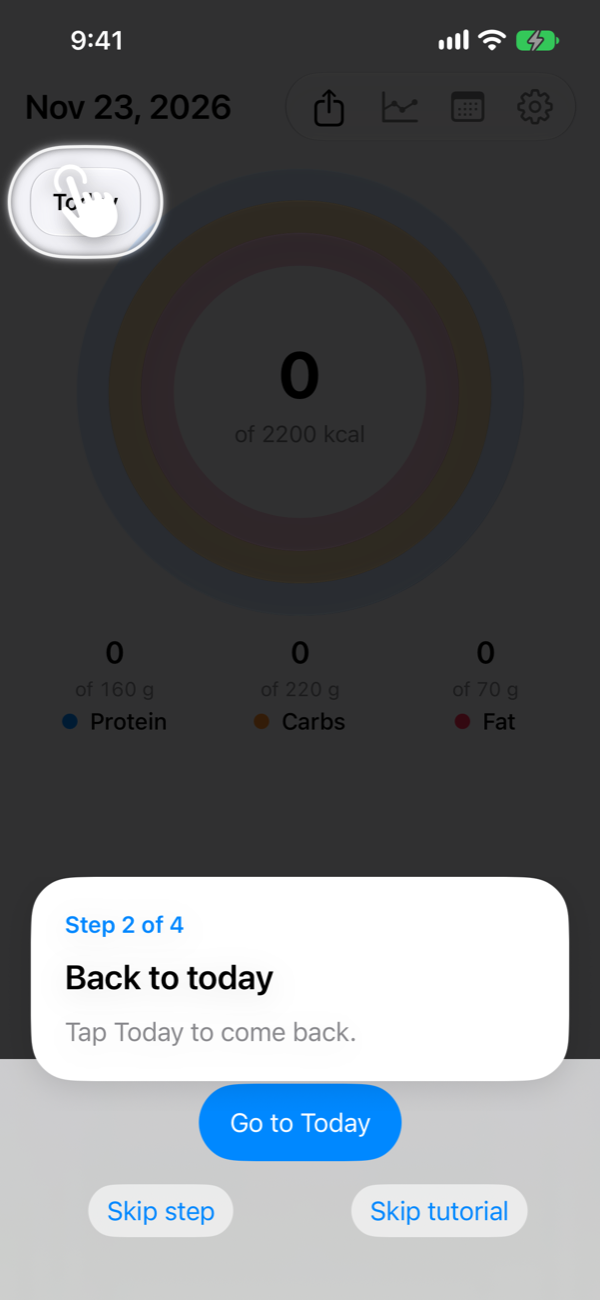 9:41
Nov 23, 2026
Today
0
of 2200 kcal
0
of 160 g
Protein
0
of 220 g
Carbs
0
of 70 g
Fat
Step 2 of 4
Back to today
Tap Today to come back.
Go to Today
Skip step
Skip tutorial